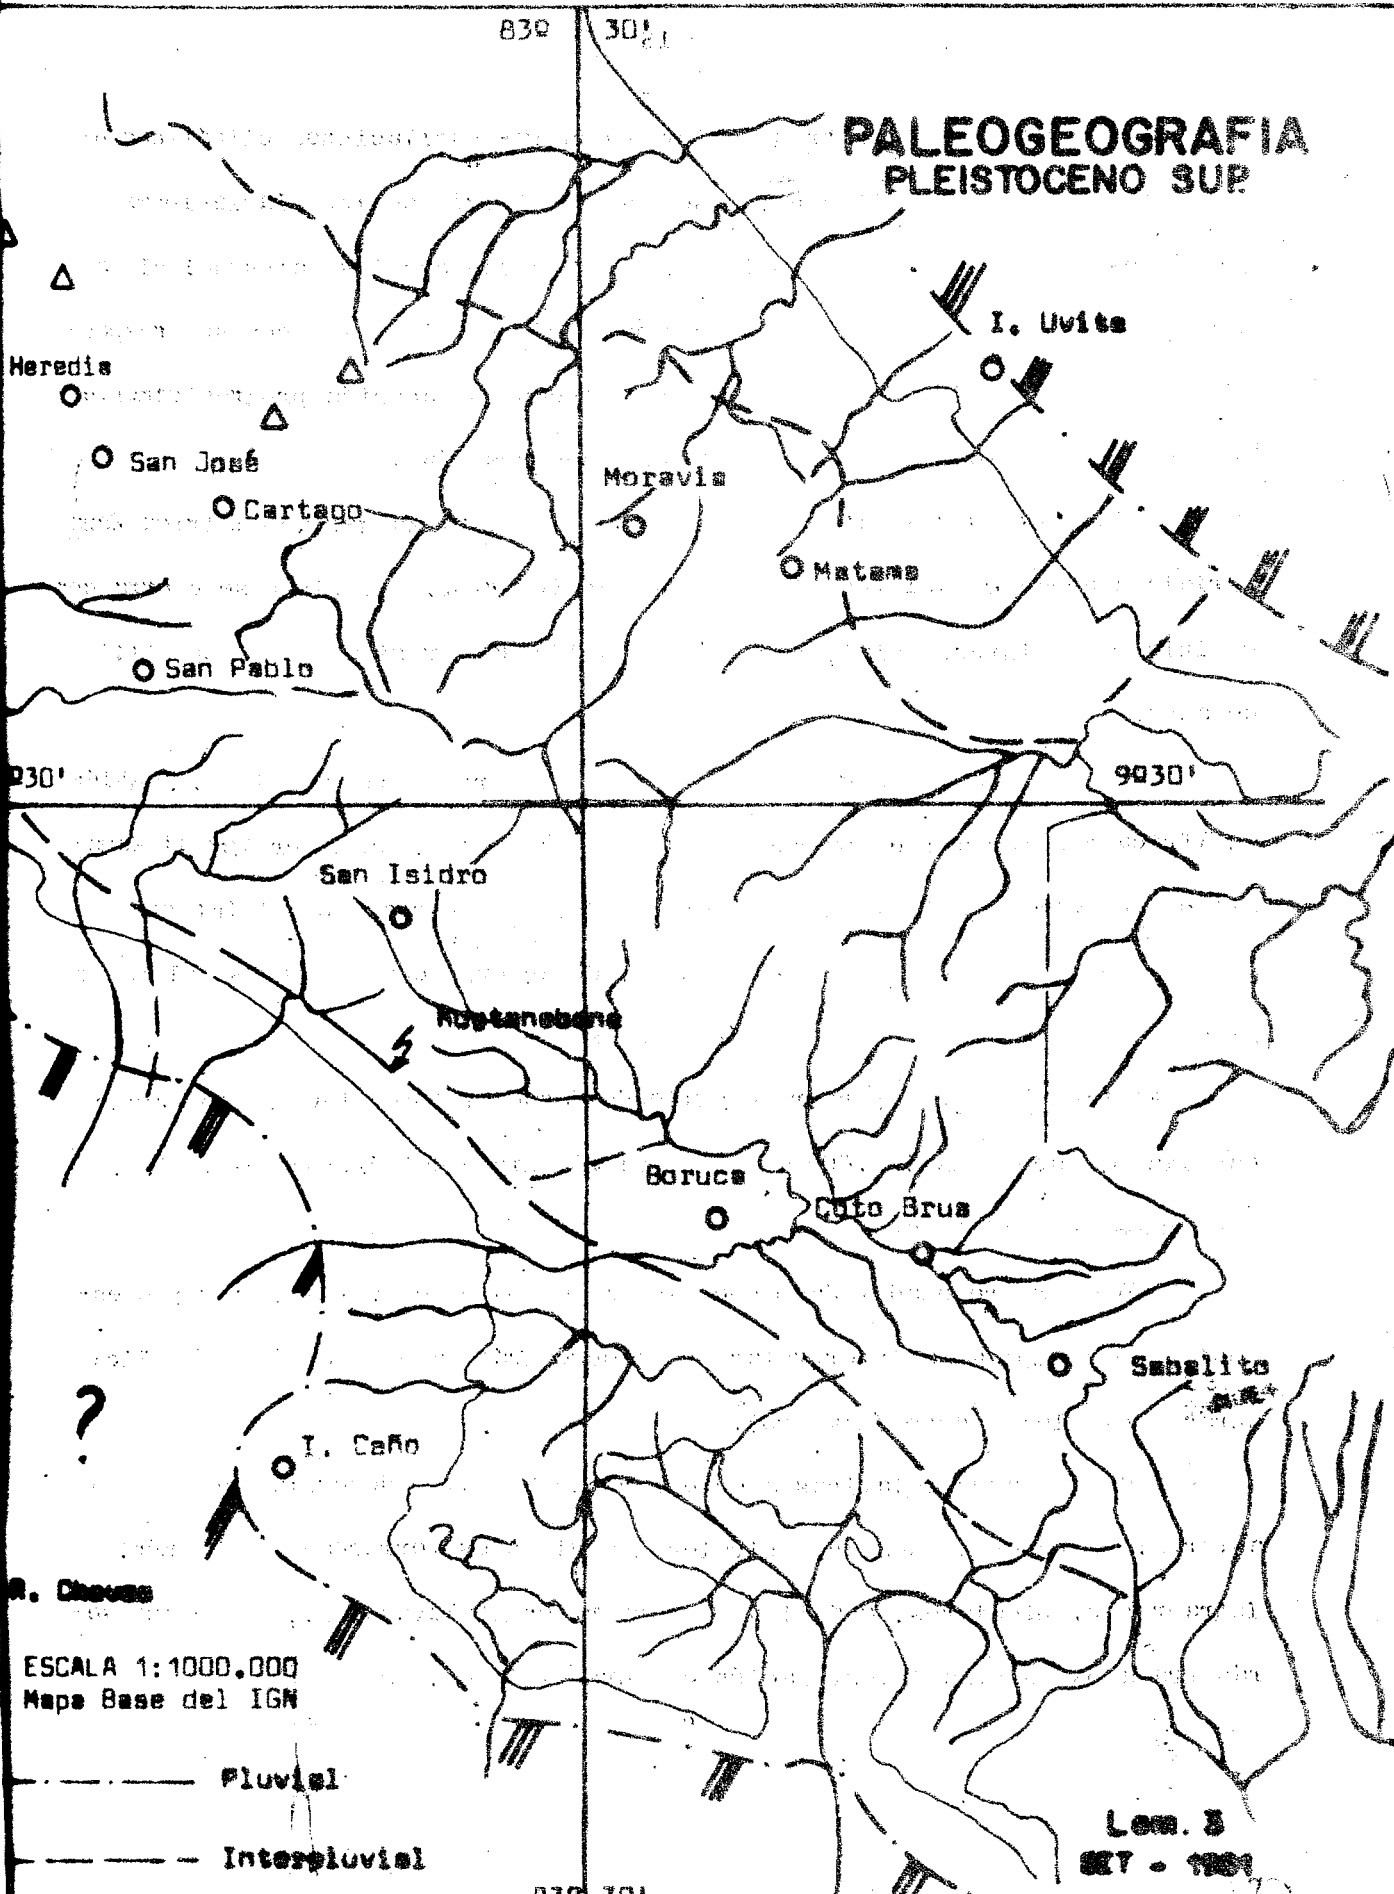 83º 30'
PALEOGEOGRAFIA
PLEISTOCENO SUP.
I. Uvita
Heredia
San José
Moravia
Cartago
Matama
San Pablo
º30'
9º30'
San Isidro
Boruca
Coto Brus
Sabalito
?
I. Caño
R. Chaves
ESCALA 1:1000.000
Mapa Base del IGN
Pluvial
Interpluvial
Lam. 3
SET - 1981